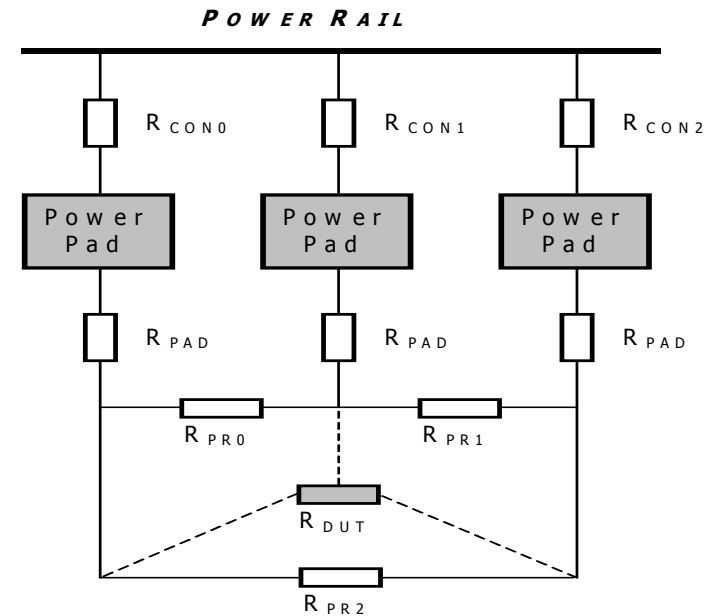 POWER RAIL
R CON0
R CON1
R CON2
Power
Pad
Power
Pad
Power
Pad
R PAD
R PAD
R PAD
R PR0
R PR1
R DUT
R PR2